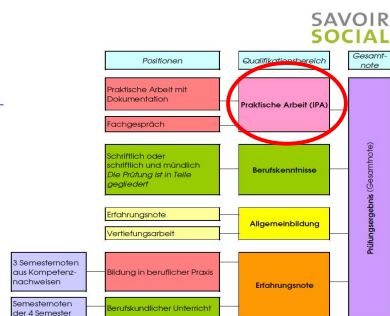 SAVOIR
SOCIAL
Positionen
Qualifikationsbereich
Gesamt-
note
Praktische Arbeit mit
Dokumentation
Praktische Arbeit (IPA)
Fachgespräch
Schriftlich oder
schriftlich und mündlich
Die Prüfung ist in Teile
gegliedert
Berufskenntnisse
Prüfungsergebnis (Gesamtnote)
Erfahrungsnote
Allgemeinbildung
Vertiefungsarbeit
3 Semesternoten
aus Kompetenz-
nachweisen
Bildung in beruflicher Praxis
Erfahrungsnote
Semesternoten
der 4 Semester
Berufskundlicher Unterricht